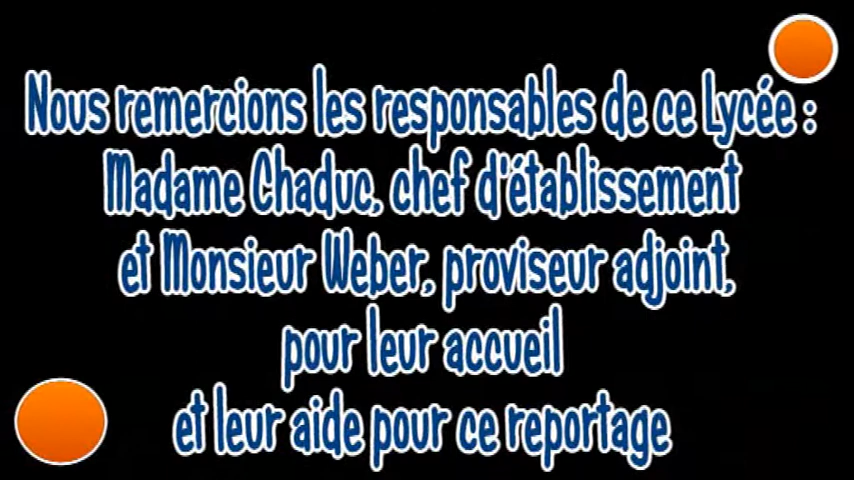 Nous remercions les responsables de ce Lycée :
Madame Chaduc, chef d'établissement
et Monsieur Weber, proviseur adjoint,
pour leur accueil
et leur aide pour ce reportage